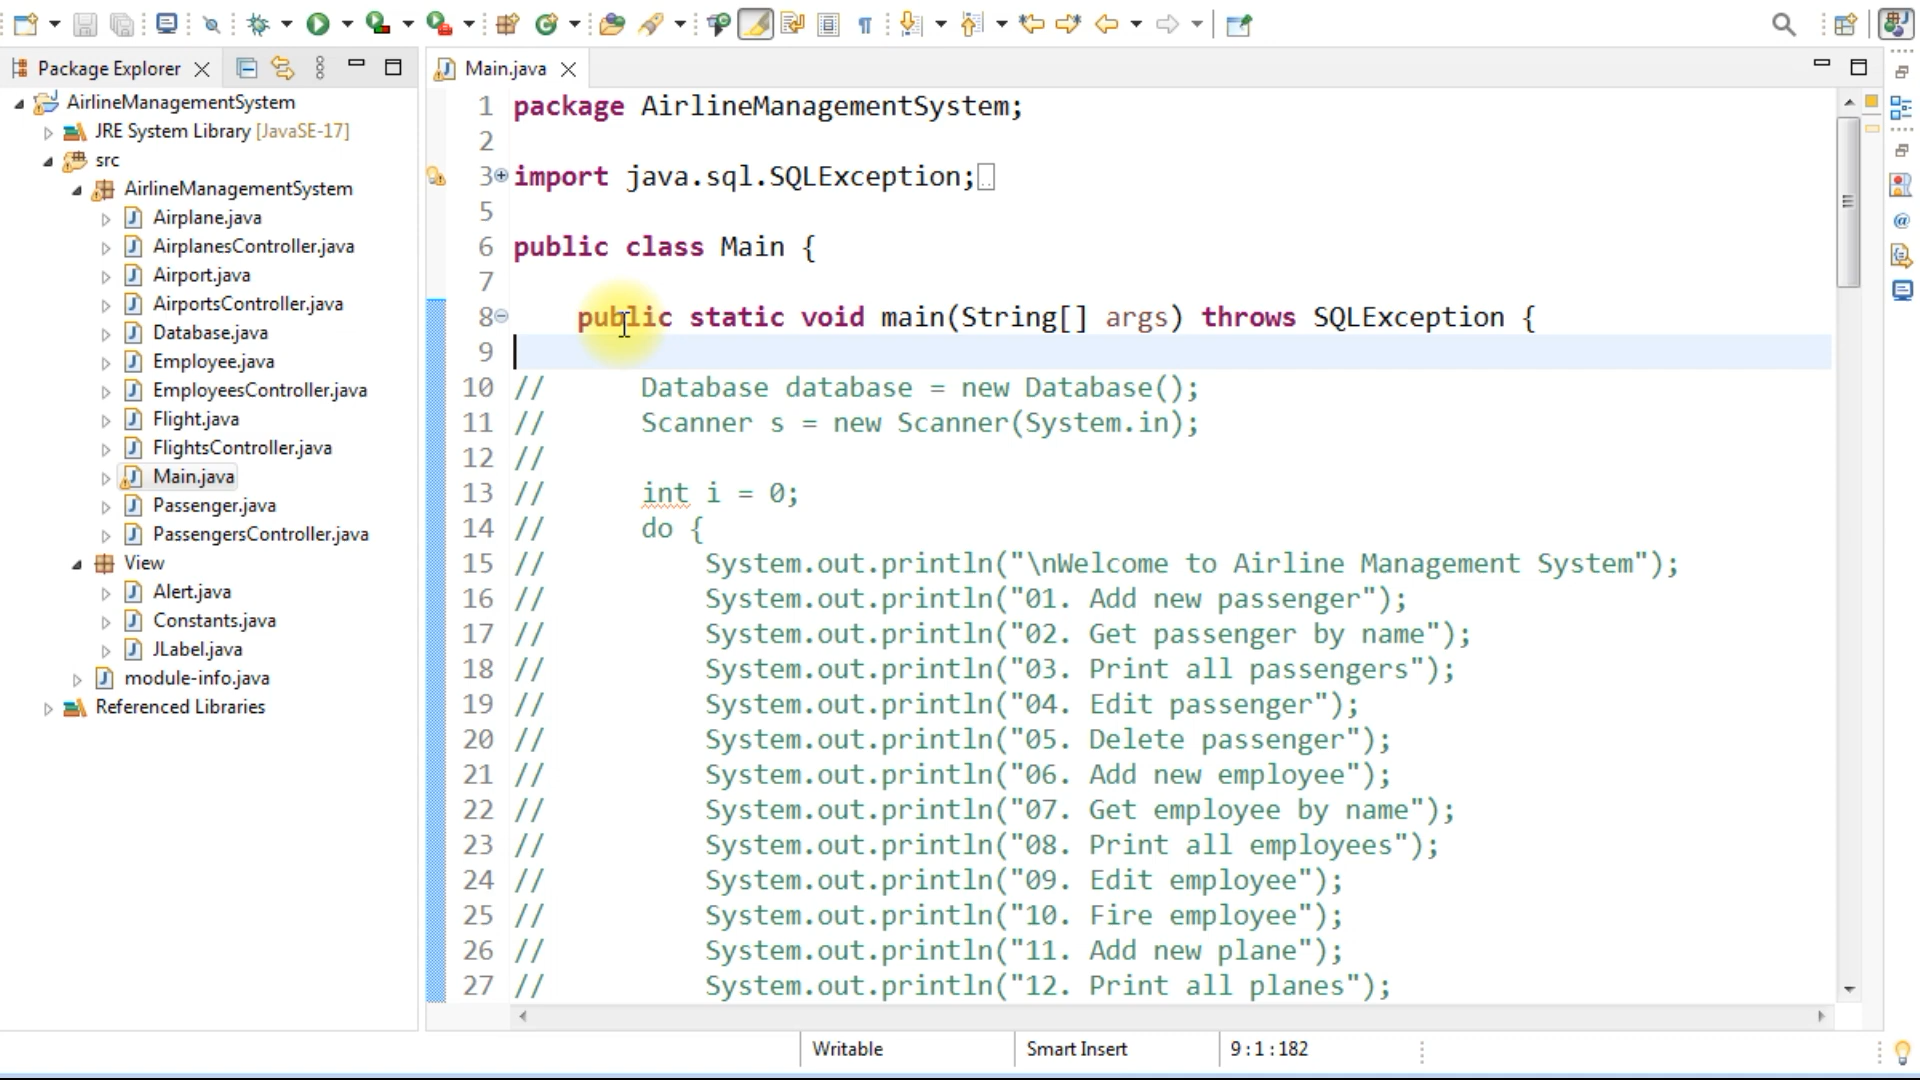 Package Explorer
AirlineManagementSystem
JRE System Library [JavaSE-17]
src
AirlineManagementSystem
Airplane.java
AirplanesController.java
Airport.java
AirportsController.java
Database.java
Employee.java
EmployeesController.java
Flight.java
FlightsController.java
Main.java
Passenger.java
PassengersController.java
View
Alert.java
Constants.java
JLabel.java
module-info.java
Referenced Libraries
Main.java
1 package AirlineManagementSystem;
2
3 import java.sql.SQLException;
5
6 public class Main {
7
8 public static void main(String[] args) throws SQLException {
9
10 // Database database = new Database();
11 // Scanner s = new Scanner(System.in);
12 //
13 // int i = 0;
14 // do {
15 // System.out.println("\nWelcome to Airline Management System");
16 // System.out.println("01. Add new passenger");
17 // System.out.println("02. Get passenger by name");
18 // System.out.println("03. Print all passengers");
19 // System.out.println("04. Edit passenger");
20 // System.out.println("05. Delete passenger");
21 // System.out.println("06. Add new employee");
22 // System.out.println("07. Get employee by name");
23 // System.out.println("08. Print all employees");
24 // System.out.println("09. Edit employee");
25 // System.out.println("10. Fire employee");
26 // System.out.println("11. Add new plane");
27 // System.out.println("12. Print all planes");
Writable
Smart Insert
9 : 1 : 182